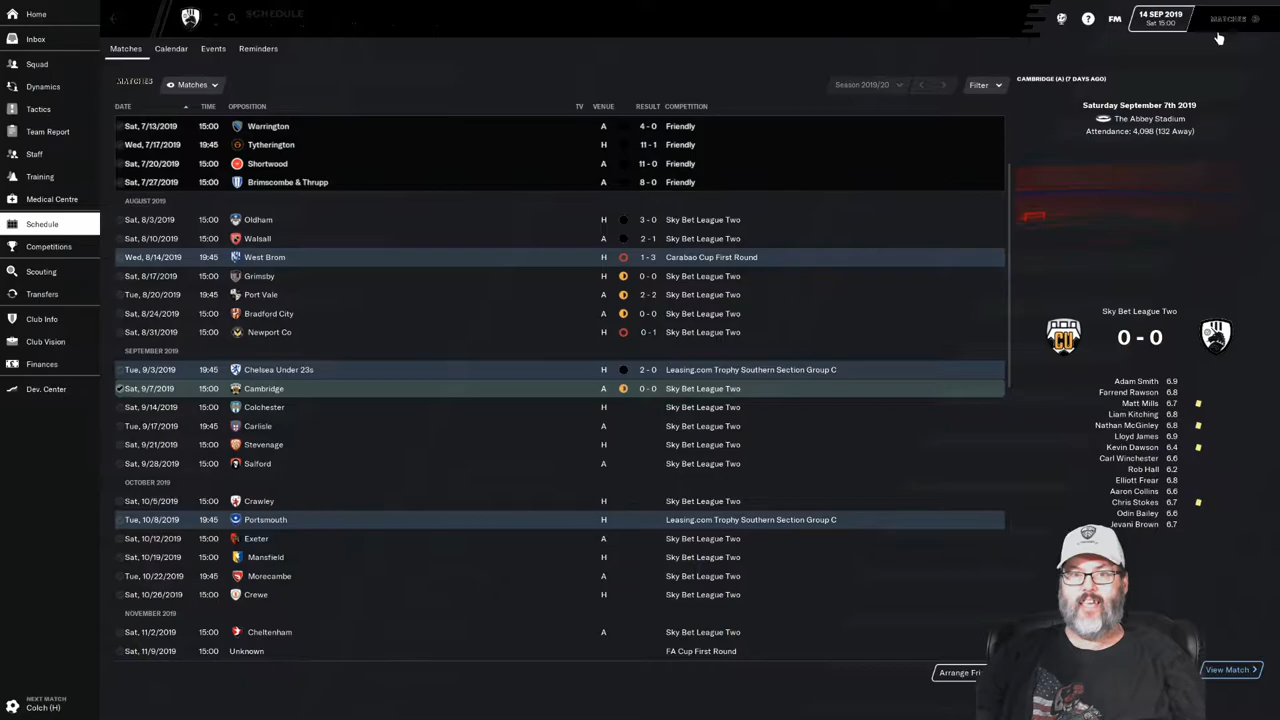 Home
Inbox
Squad
Dynamics
Tactics
Team Report
Staff
Training
Medical Centre
Schedule
Competitions
Scouting
Transfers
Club Info
Club Vision
Finances
Dev. Center
NEXT MATCH
Colch (H)
SCHEDULE
FM
14 SEP 2019
Sat 15:00
MATCHES
Matches Calendar Events Reminders
MATCHES Matches Season 2019/20 Filter
DATE TIME OPPOSITION TV VENUE RESULT COMPETITION
Sat, 7/13/2019 15:00 Warrington A 4 - 0 Friendly
Wed, 7/17/2019 19:45 Tytherington H 11 - 1 Friendly
Sat, 7/20/2019 15:00 Shortwood A 11 - 0 Friendly
Sat, 7/27/2019 15:00 Brimscombe & Thrupp A 8 - 0 Friendly
AUGUST 2019
Sat, 8/3/2019 15:00 Oldham H 3 - 0 Sky Bet League Two
Sat, 8/10/2019 15:00 Walsall A 2 - 1 Sky Bet League Two
Wed, 8/14/2019 19:45 West Brom H 1 - 3 Carabao Cup First Round
Sat, 8/17/2019 15:00 Grimsby H 0 - 0 Sky Bet League Two
Tue, 8/20/2019 19:45 Port Vale A 2 - 2 Sky Bet League Two
Sat, 8/24/2019 15:00 Bradford City A 0 - 0 Sky Bet League Two
Sat, 8/31/2019 15:00 Newport Co H 0 - 1 Sky Bet League Two
SEPTEMBER 2019
Tue, 9/3/2019 19:45 Chelsea Under 23s H 2 - 0 Leasing.com Trophy Southern Section Group C
Sat, 9/7/2019 15:00 Cambridge A 0 - 0 Sky Bet League Two
Sat, 9/14/2019 15:00 Colchester H Sky Bet League Two
Tue, 9/17/2019 19:45 Carlisle A Sky Bet League Two
Sat, 9/21/2019 15:00 Stevenage H Sky Bet League Two
Sat, 9/28/2019 15:00 Salford A Sky Bet League Two
OCTOBER 2019
Sat, 10/5/2019 15:00 Crawley H Sky Bet League Two
Tue, 10/8/2019 19:45 Portsmouth H Leasing.com Trophy Southern Section Group C
Sat, 10/12/2019 15:00 Exeter A Sky Bet League Two
Sat, 10/19/2019 15:00 Mansfield H Sky Bet League Two
Tue, 10/22/2019 19:45 Morecambe A Sky Bet League Two
Sat, 10/26/2019 15:00 Crewe H Sky Bet League Two
NOVEMBER 2019
Sat, 11/2/2019 15:00 Cheltenham A Sky Bet League Two
Sat, 11/9/2019 15:00 Unknown FA Cup First Round
Arrange Fri
CAMBRIDGE (A) (7 DAYS AGO)
Saturday September 7th 2019
The Abbey Stadium
Attendance: 4,098 (132 Away)
Sky Bet League Two
CU 0 - 0
Adam Smith 6.9
Farrend Rawson 6.8
Matt Mills 6.7
Liam Kitching 6.8
Nathan McGinley 6.8
Lloyd James 6.9
Kevin Dawson 6.4
Carl Winchester 6.6
Rob Hall 6.2
Elliott Frear 6.8
Aaron Collins 6.6
Chris Stokes 6.7
Odin Bailey 6.6
Jevani Brown 6.7
View Match